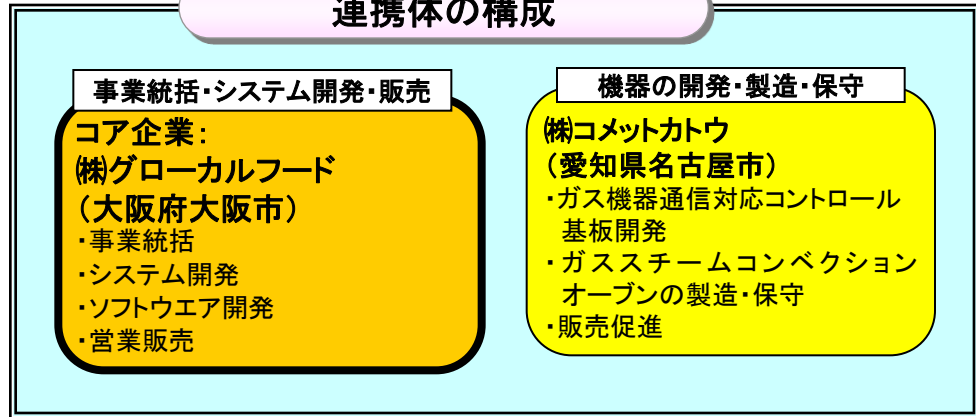 連携体の構成
事業統括・システム開発・販売
コア企業：
㈱グローカルフード
（大阪府大阪市）
・事業統括
・システム開発
・ソフトウエア開発
・営業販売
機器の開発・製造・保守
㈱コメットカトウ
（愛知県名古屋市）
・ガス機器通信対応コントロール
基板開発
・ガススチームコンベクション
オーブンの製造・保守
・販売促進